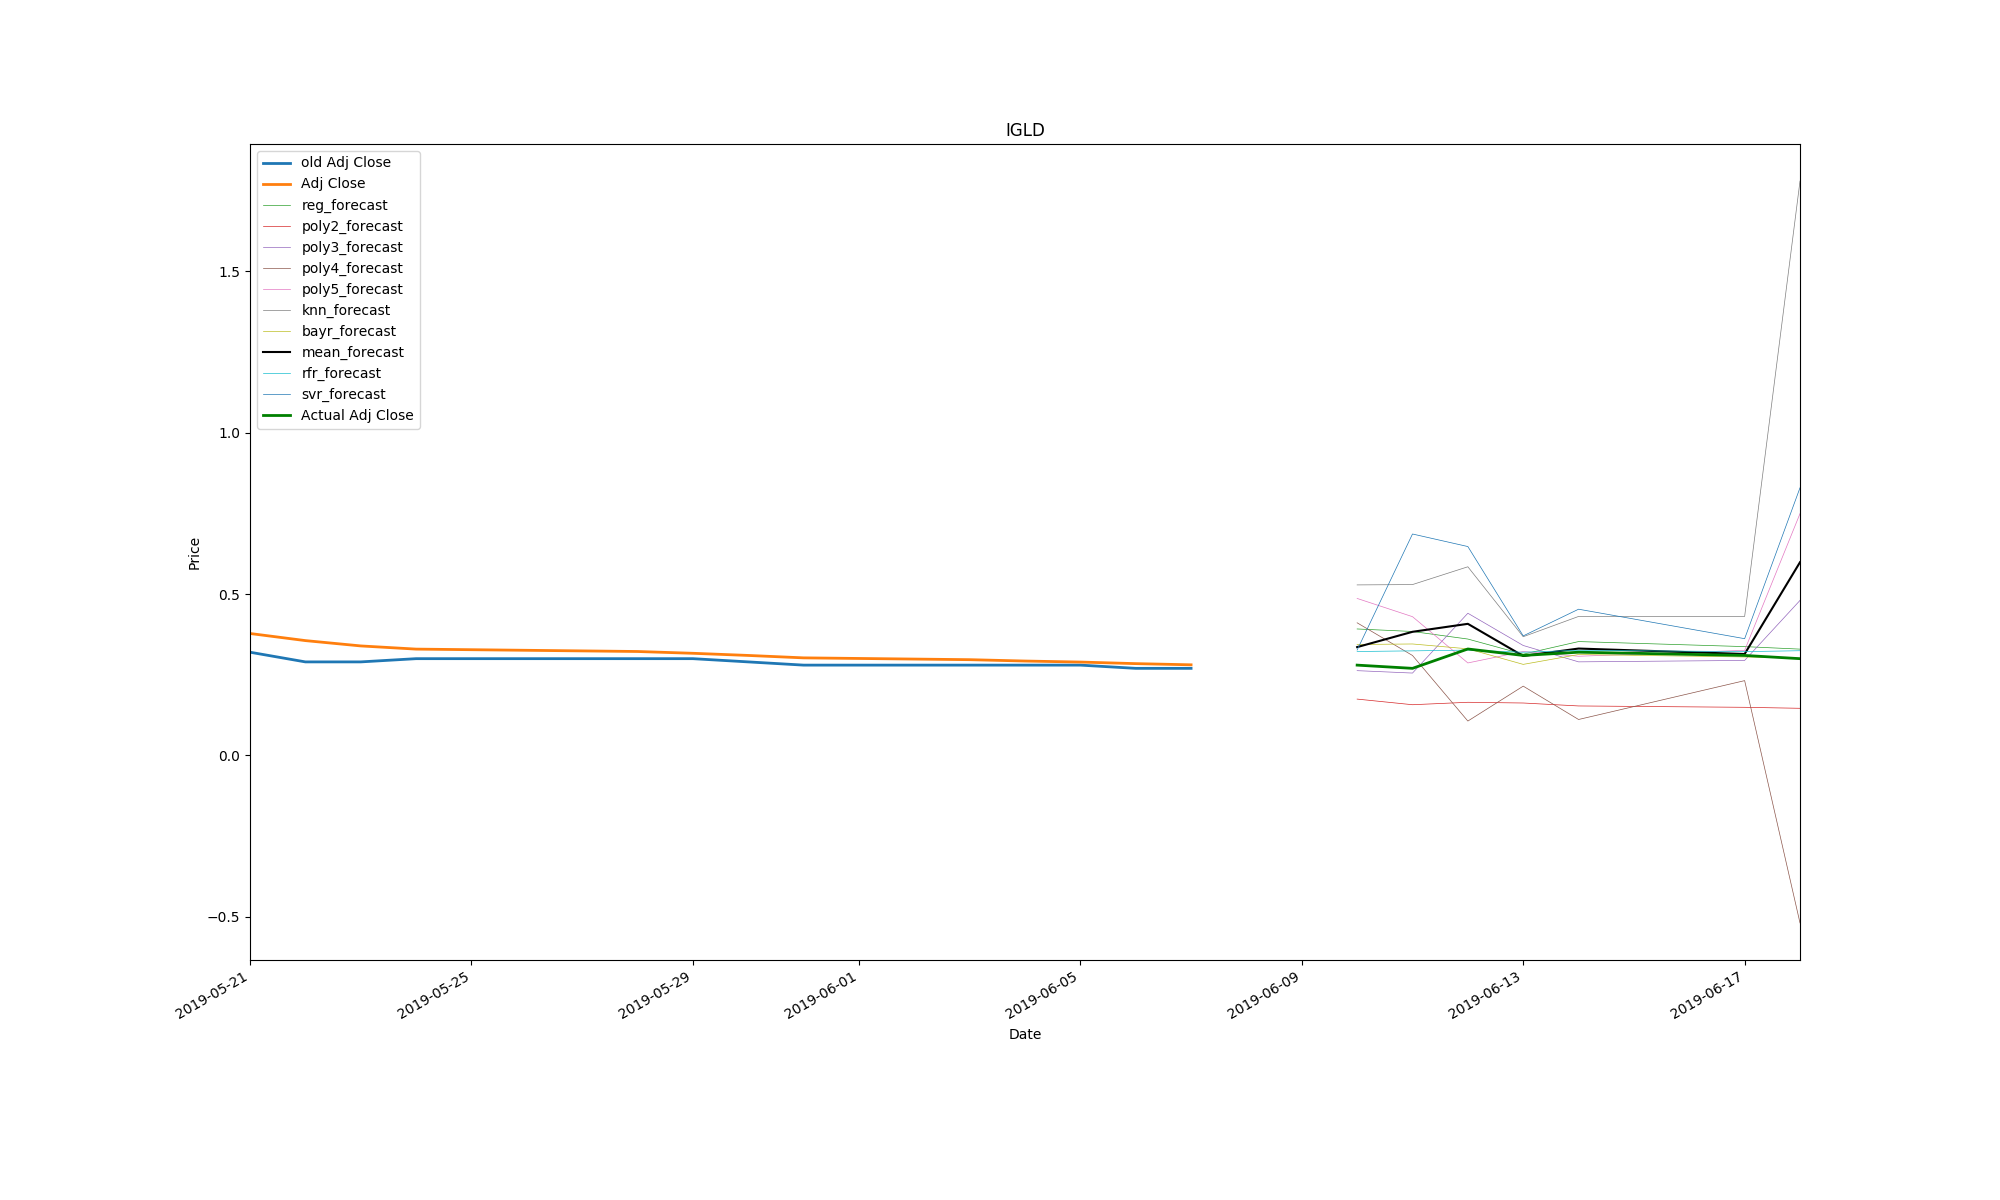 IGLD
old Adj Close
Adj Close
reg_forecast
poly2_forecast
poly3_forecast
poly4_forecast
poly5_forecast
knn_forecast
bayr_forecast
mean_forecast
rfr_forecast
svr_forecast
Actual Adj Close
1.5
1.0
0.5
0.0
−0.5
Price
2019-05-21
2019-05-25
2019-05-29
2019-06-01
2019-06-05
2019-06-09
2019-06-13
2019-06-17
Date